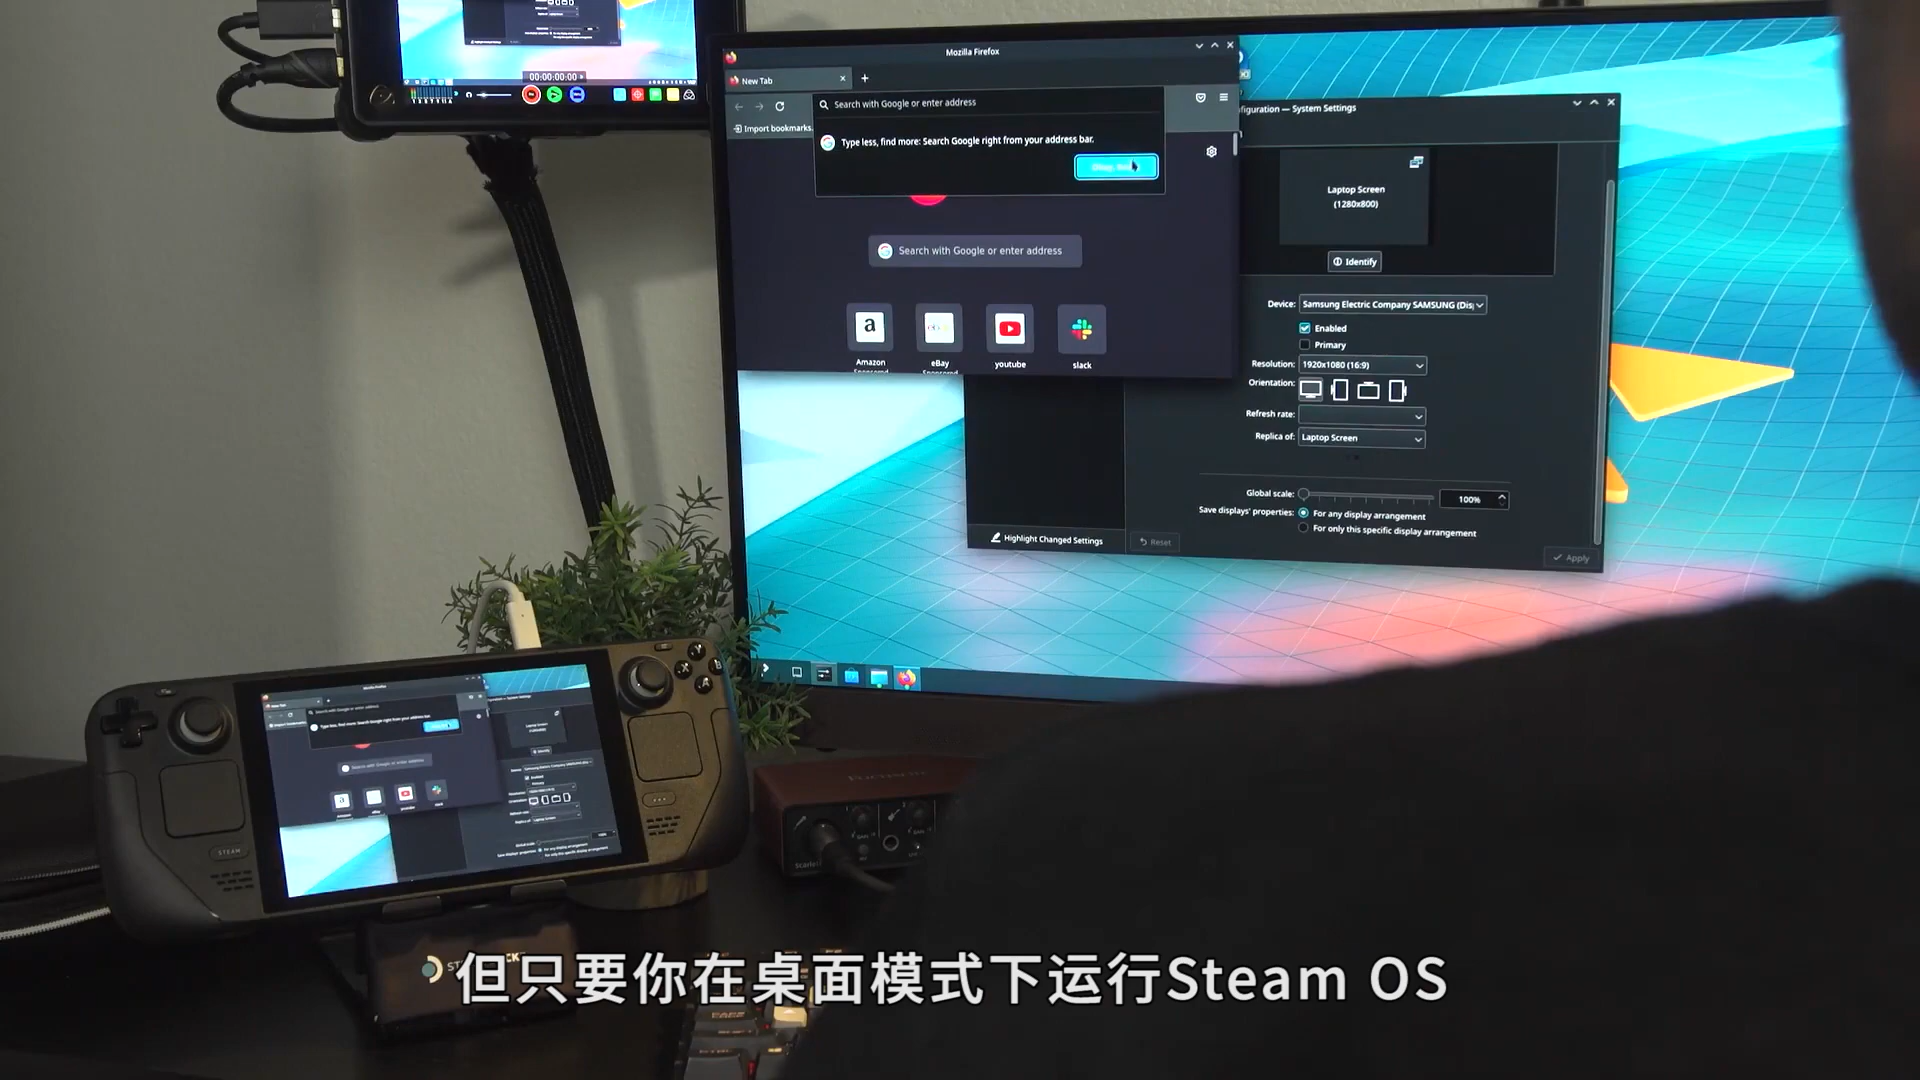 00:00:00:00
Mozilla Firefox
New Tab
Search with Google or enter address
Import bookmarks...
Type less, find more: Search Google right from your address bar.
Search with Google or enter address
Amazon
Sponsored
eBay
Sponsored
youtube
slack
figuration — System Settings
Laptop Screen
(1280x800)
Identify
Device: Samsung Electric Company SAMSUNG (Dis
Enabled
Primary
Resolution: 1920x1080 (16:9)
Orientation:
Refresh rate:
Replica of: Laptop Screen
Global scale: 100%
Save displays' properties: For any display arrangement
For only this specific display arrangement
Highlight Changed Settings
Reset
Apply
Y
X
B
A
STEAM
但只要你在桌面模式下运行Steam OS